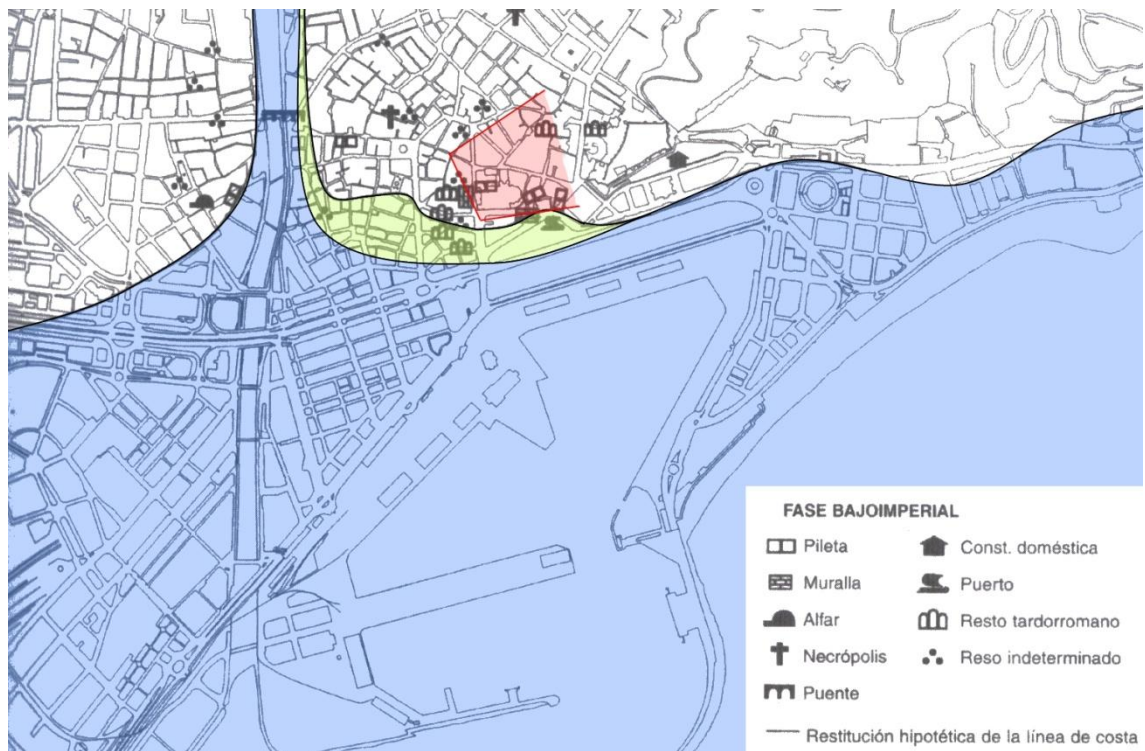 FASE BAJOIMPERIAL
Pileta
Muralla
Alfar
Necrópolis
Puente
Const. doméstica
Puerto
Resto tardorromano
Reso indeterminado
Restitución hipotética de la línea de costa